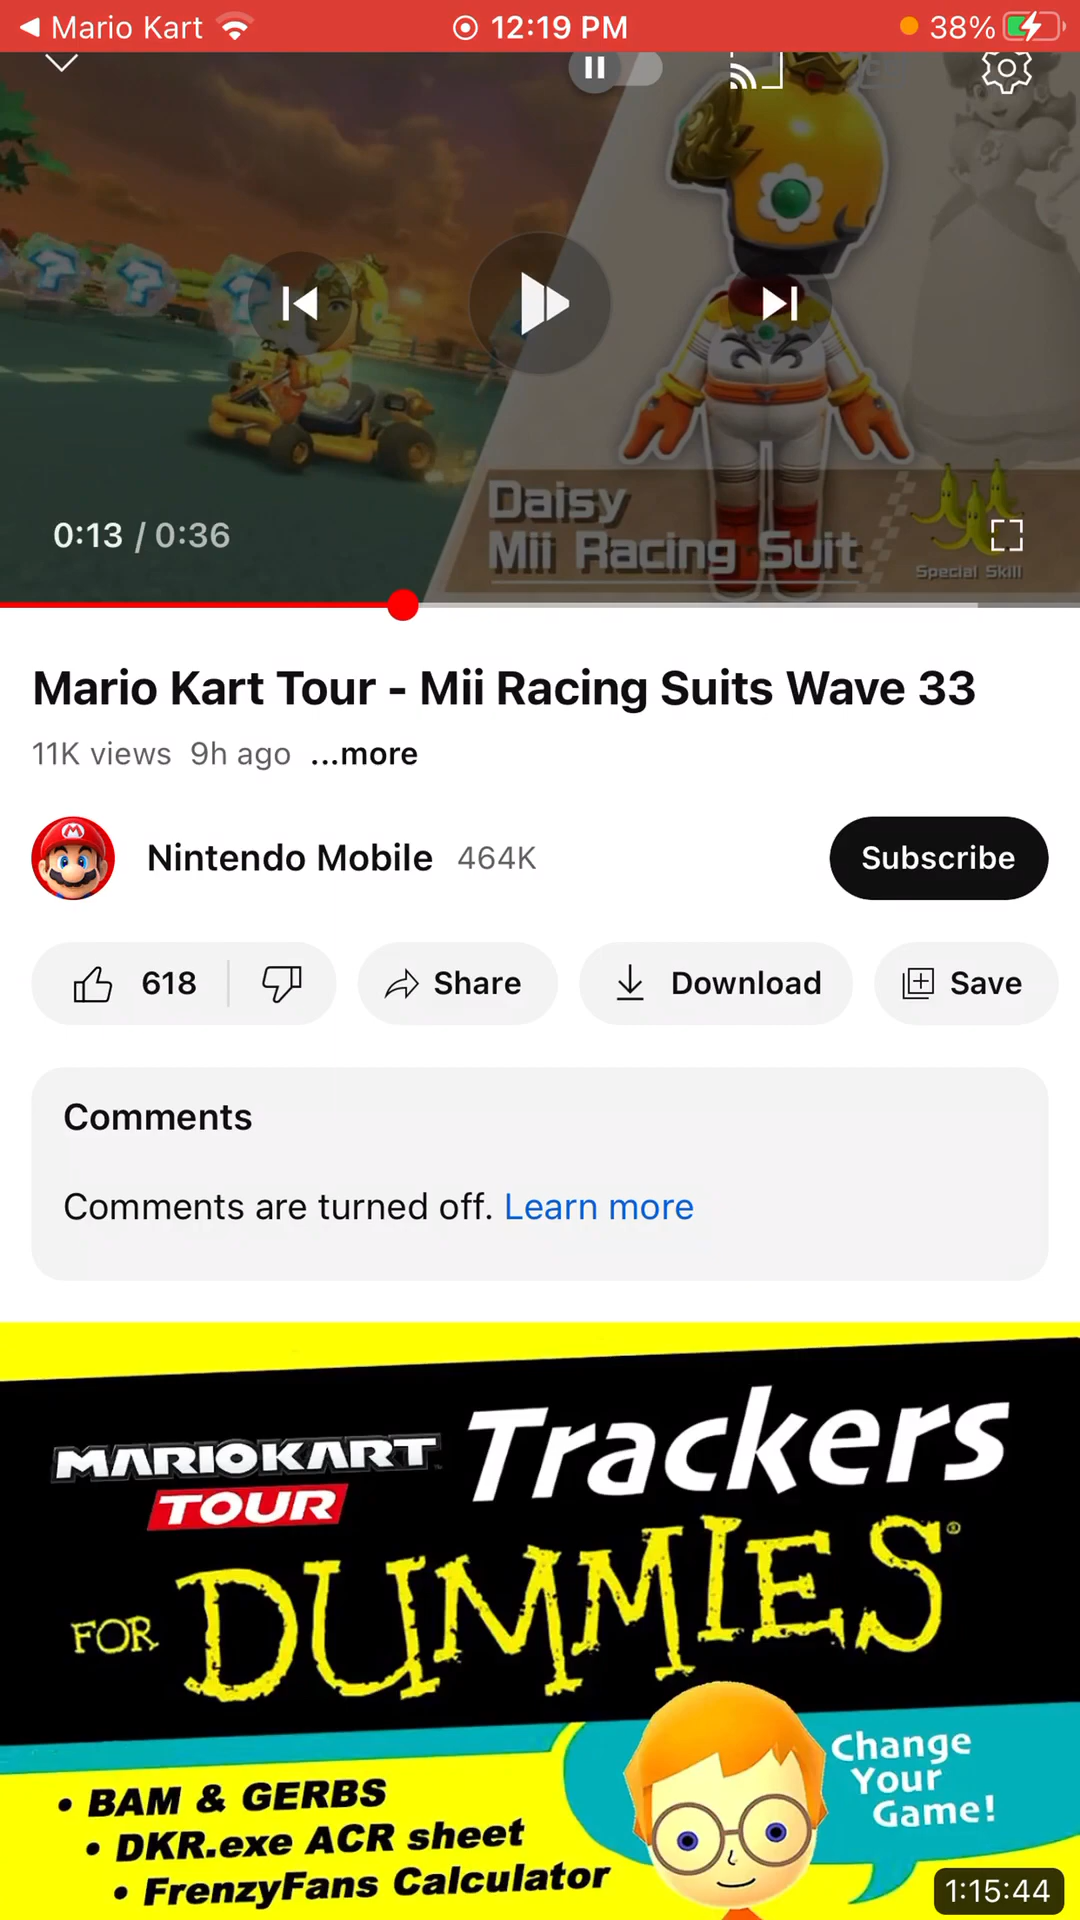 Mario Kart
12:19 PM
38%
Daisy
Mii Racing Suit
Special Skill
0:13 / 0:36
Mario Kart Tour - Mii Racing Suits Wave 33
11K views 9h ago ...more
Nintendo Mobile 464K
Subscribe
618
Share
Download
Save
Comments
Comments are turned off. Learn more
MARIOKART
TOUR
Trackers
FOR DUMMIES®
• BAM & GERBS
• DKR.exe ACR sheet
• FrenzyFans Calculator
Change
Your
Game!
1:15:44